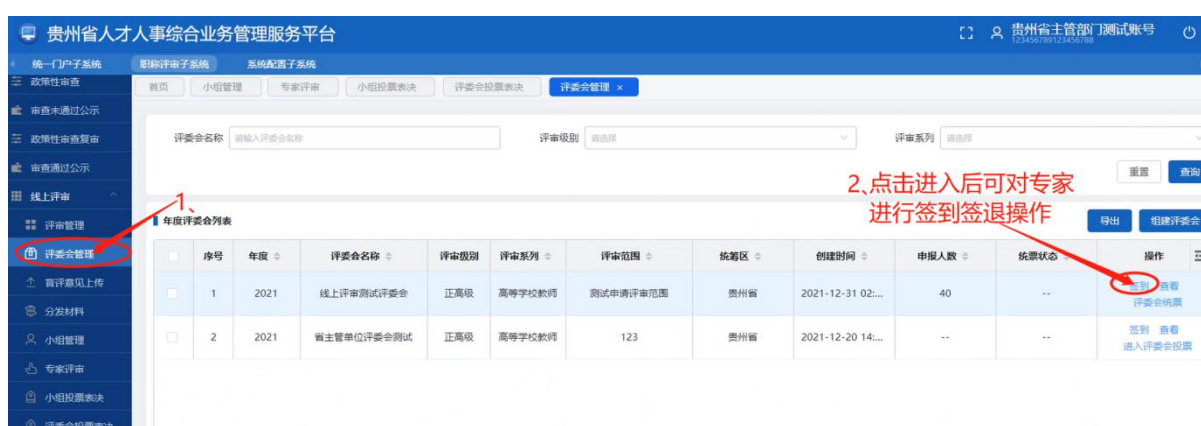 贵州省人才人事综合业务管理服务平台
贵州省主管部门测试账号
123456789123456788
统一门户子系统 职称评审子系统 系统配置子系统
政策性审查
首页 小组管理 专家评审 小组投票表决 评委会投票表决 评委会管理 ×
审查未通过公示
政策性审查复审
评委会名称 请输入评委会名称 评审级别 请选择 评审系列 请选择
审查通过公示
重置 查询
线上评审
1、
2、点击进入后可对专家
进行签到签退操作
评审管理
年度评委会列表
导出 组建评委会
评委会管理
序号 年度 评委会名称 评审级别 评审系列 评审范围 统筹区 创建时间 申报人数 统票状态 操作
盲评意见上传
1 2021 线上评审测试评委会 正高级 高等学校教师 测试申请评审范围 贵州省 2021-12-31 02:... 40 -- 签到 查看
评委会统票
分发材料
小组管理
2 2021 省主管单位评委会测试 正高级 高等学校教师 123 贵州省 2021-12-20 14:... -- -- 签到 查看
进入评委会投票
专家评审
小组投票表决
评委会投票表决